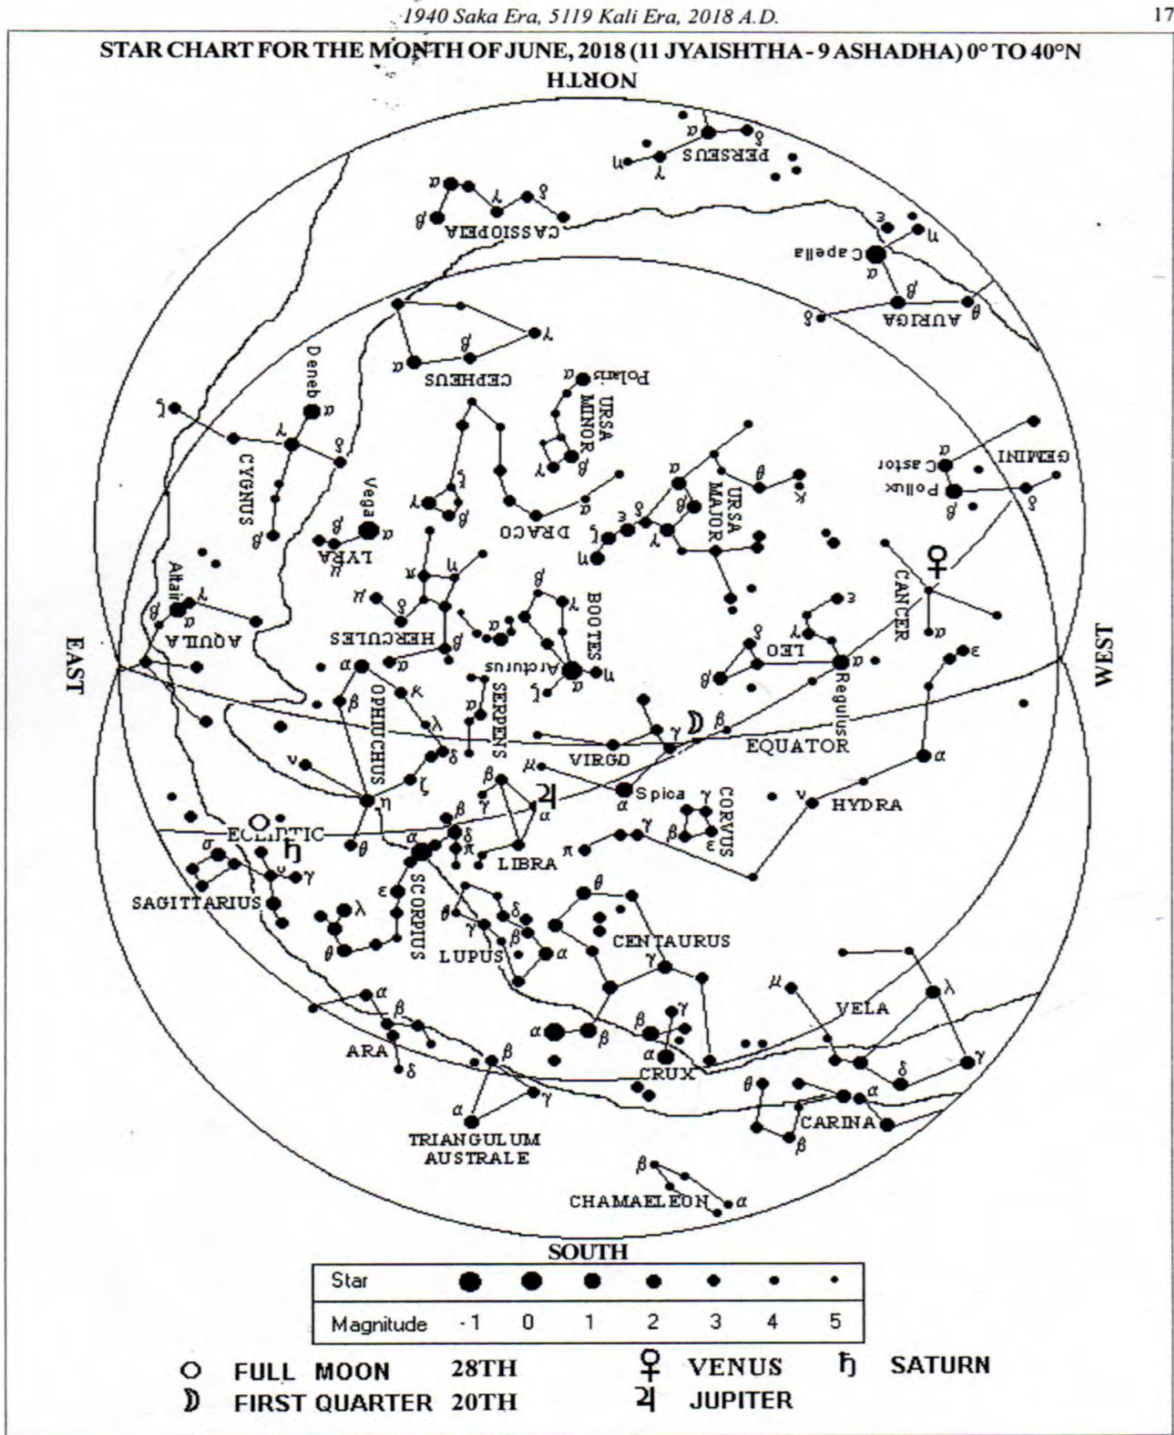 1940 Saka Era, 5119 Kali Era, 2018 A.D. 17
STAR CHART FOR THE MONTH OF JUNE, 2018 (11 JYAISHTHA - 9 ASHADHA) 0° TO 40°N
NORTH
α δ
PERSEUS
η γ
α γ δ
β CASSIOPEIA
ε η
Capella
α
β θ
δ AURIGA
γ
β
α CEPHEUS
Deneb α
α Polaris
URSA MINOR
γ β
ζ γ δ
CYGNUS
β
GEMINI
α
Castor
Pollux
β δ
α θ κ
β URSA MAJOR
δ γ
ε
ζ
η
ζ
γ β
DRACO α
Vega
α
β
LYRA
μ
η
π
μ δ
HERCULES
β
α
β γ
BOOTES
α
Arcturus
α η
ζ
CANCER
α
ε
γ
δ LEO
β α
Regulus
ε
Altair
γ
β α
AQUILA
EAST
WEST
α
β κ
OPHIUCHUS
λ
ν δ
ζ
η
θ
SERPENS
α
γ β
VIRGO EQUATOR
μ
α Spica
β
γ α
LIBRA
CORVUS
γ
β ε
α
ν HYDRA
π γ
ECLIPTIC
σ
υ γ
SAGITTARIUS
β
α δ
π
SCORPIUS
ε
λ
θ
θ δ
γ β
LUPUS α
θ
CENTAURUS
γ
α β
μ λ
VELA
δ γ
α
β
ARA
δ
γ
β
α
CRUX
β
α γ
TRIANGULUM
AUSTRALE
θ α
CARINA
β
β
CHAMAELEON α
SOUTH
Star
Magnitude -1 0 1 2 3 4 5
FULL MOON 28TH VENUS SATURN
FIRST QUARTER 20TH JUPITER